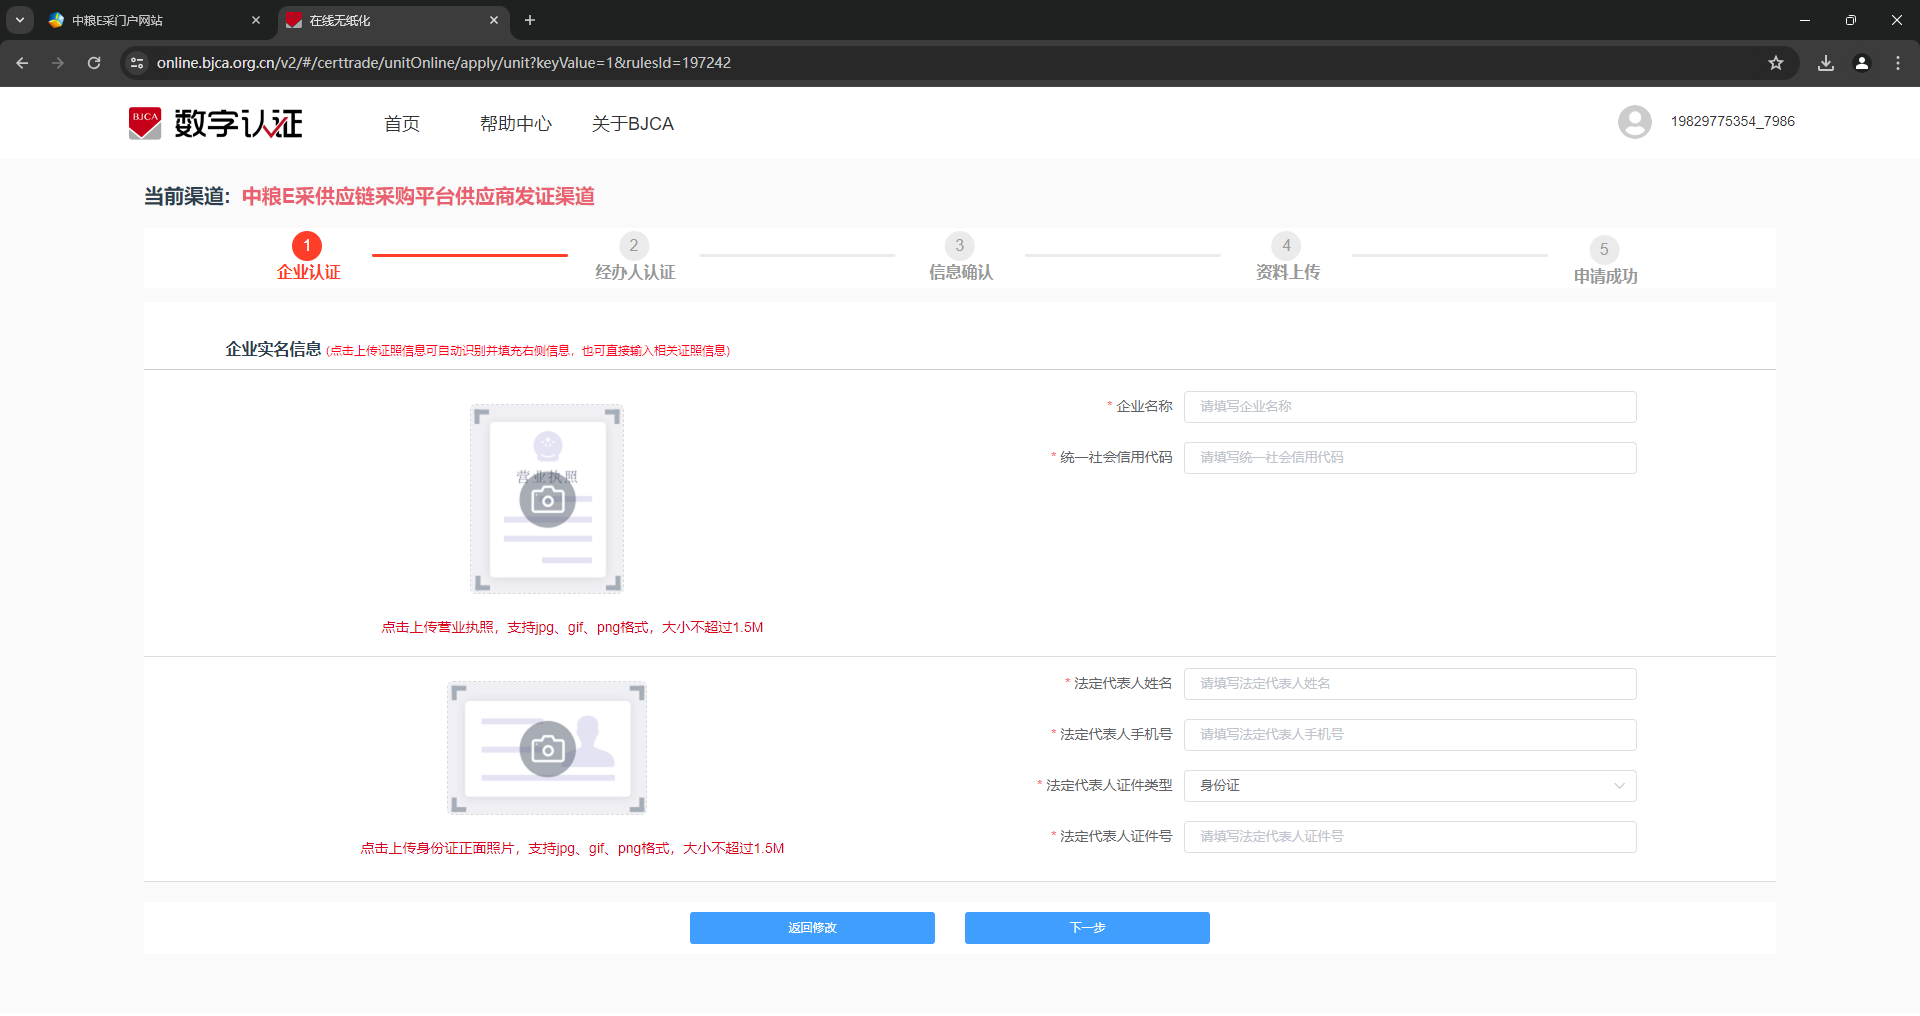 中粮E采门户网站
在线无纸化
online.bjca.org.cn/v2/#/certtrade/unitOnline/apply/unit?keyValue=1&rulesId=197242
BJCA 数字认证
首页
帮助中心
关于BJCA
19829775354_7986
当前渠道：中粮E采供应链采购平台供应商发证渠道
1
2
3
4
5
企业认证
经办人认证
信息确认
资料上传
申请成功
企业实名信息 (点击上传证照信息可自动识别并填充右侧信息，也可直接输入相关证照信息)
* 企业名称 请填写企业名称
* 统一社会信用代码 请填写统一社会信用代码
营业执照
点击上传营业执照，支持jpg、gif、png格式，大小不超过1.5M
* 法定代表人姓名 请填写法定代表人姓名
* 法定代表人手机号 请填写法定代表人手机号
* 法定代表人证件类型 身份证
* 法定代表人证件号 请填写法定代表人证件号
点击上传身份证正面照片，支持jpg、gif、png格式，大小不超过1.5M
返回修改
下一步